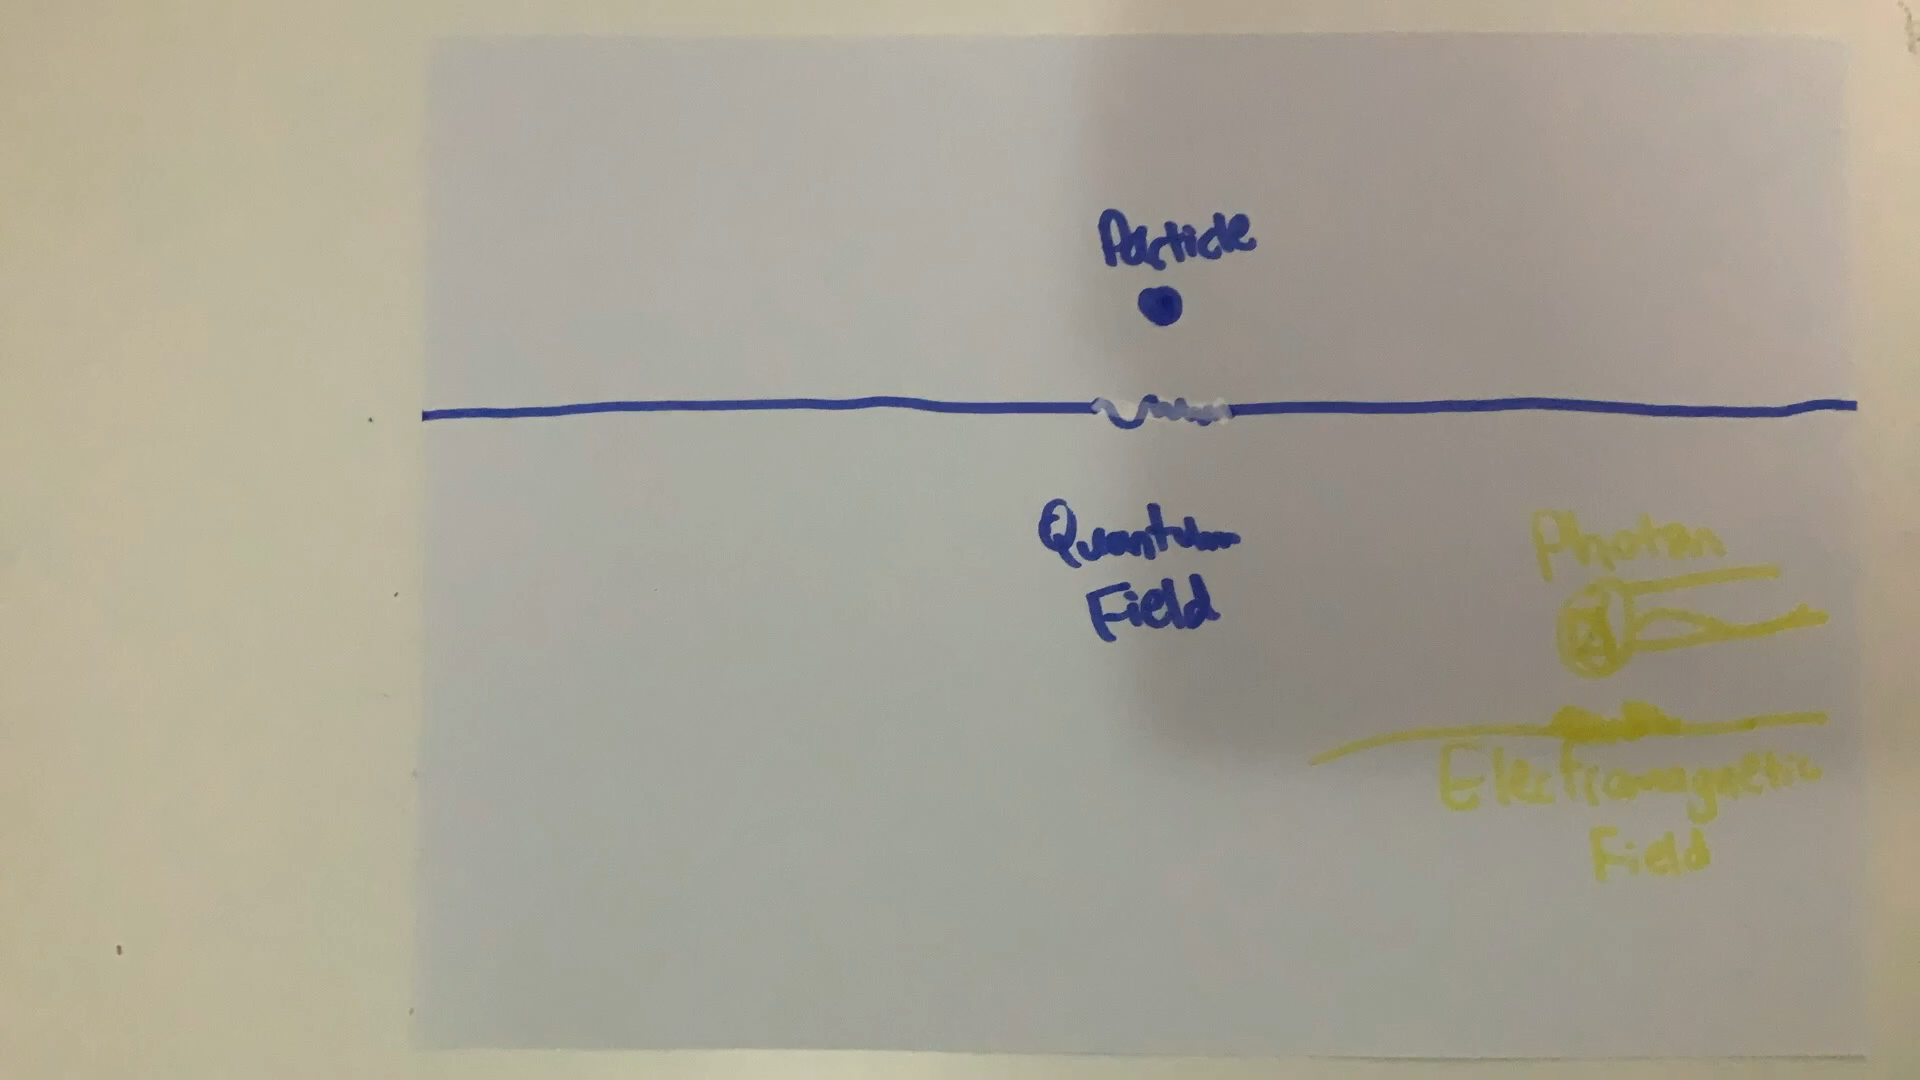 Particle
Quantum
Field
Photon
Electromagnetic
Field